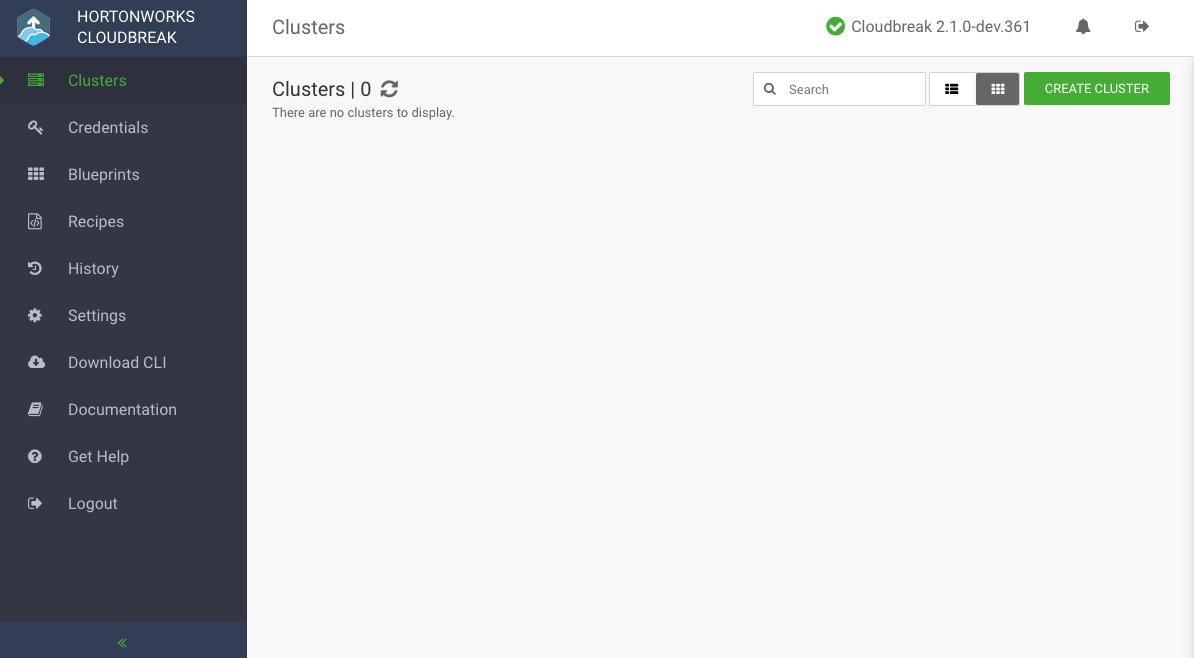 HORTONWORKS
CLOUDBREAK
Clusters
Cloudbreak 2.1.0-dev.361
Clusters
Credentials
Blueprints
Recipes
History
Settings
Download CLI
Documentation
Get Help
Logout
Clusters | 0
There are no clusters to display.
Search
CREATE CLUSTER